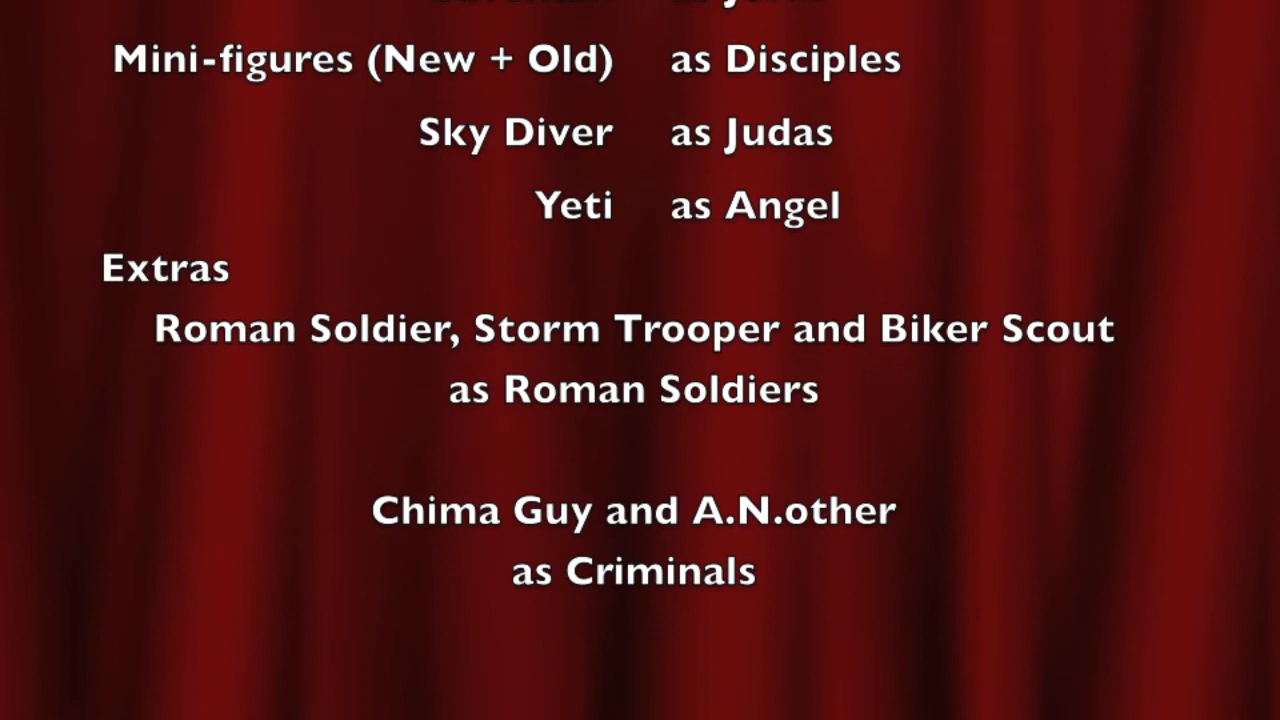 Mini-figures (New + Old) as Disciples
Sky Diver as Judas
Yeti as Angel
Extras
Roman Soldier, Storm Trooper and Biker Scout
as Roman Soldiers
Chima Guy and A.N.other
as Criminals